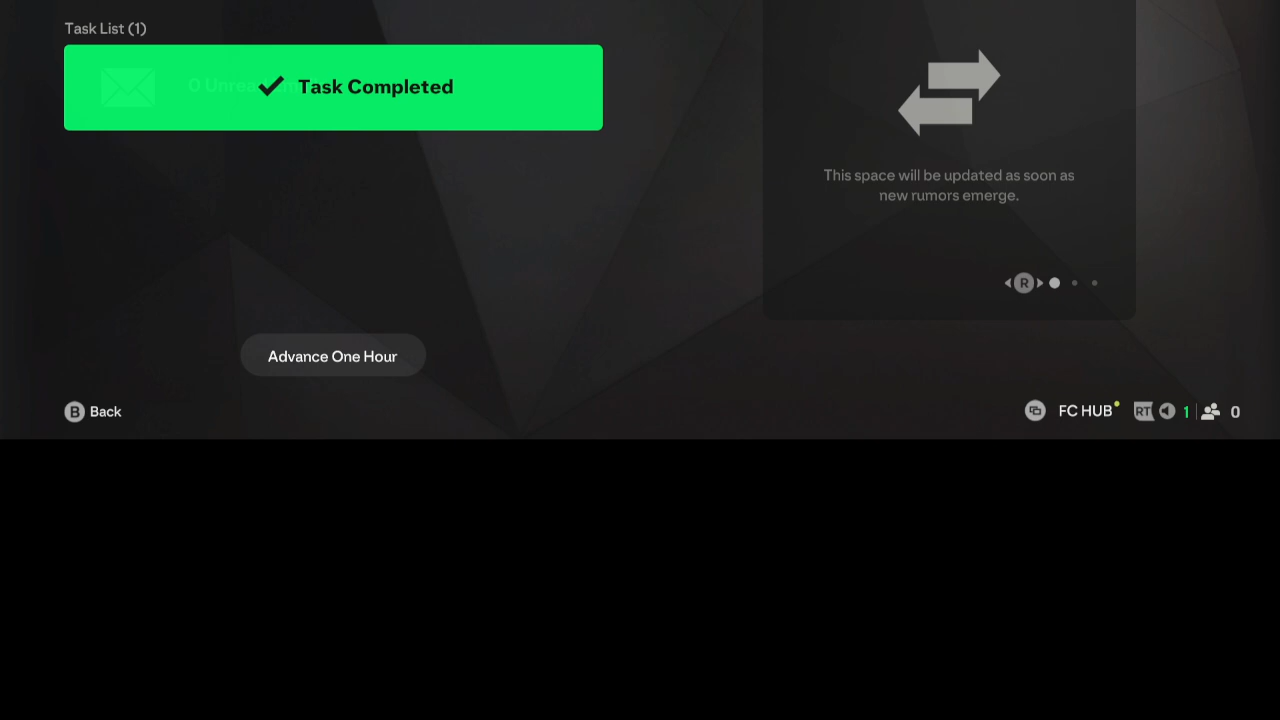 Task List (1)
Task Completed
This space will be updated as soon as
new rumors emerge.
R
Advance One Hour
B Back
FC HUB RT 1 0